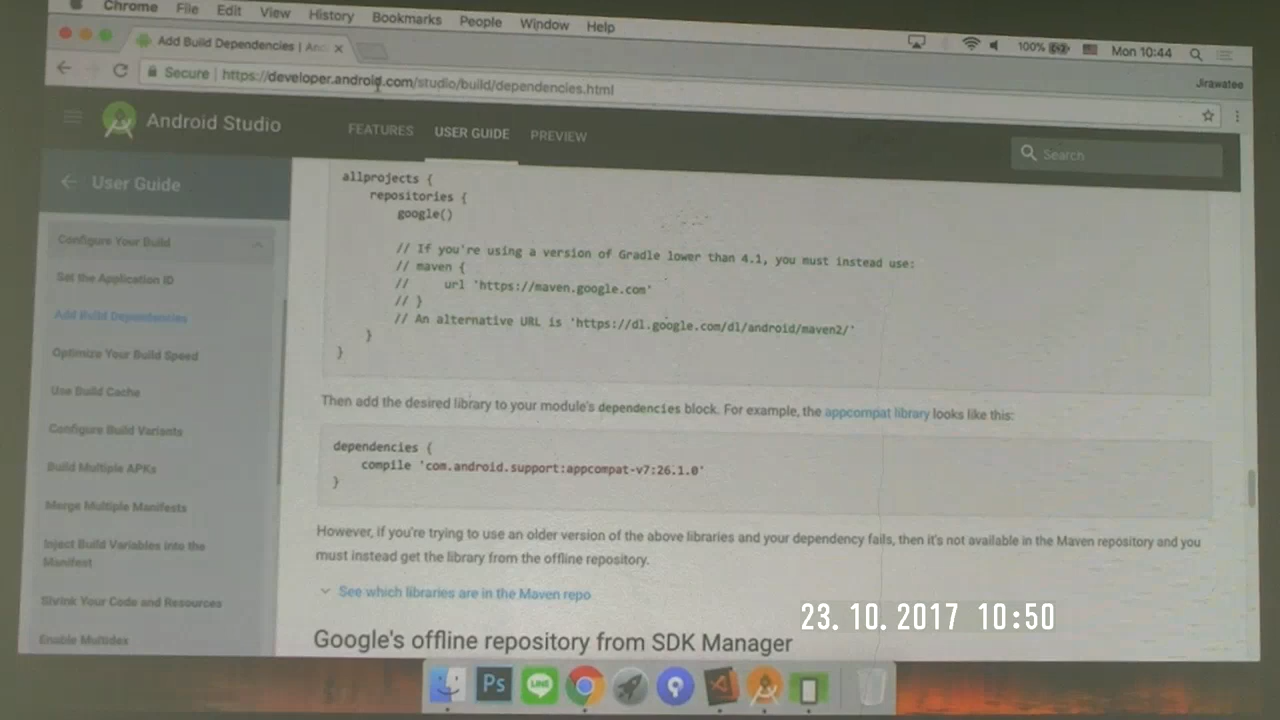 Chrome File Edit View History Bookmarks People Window Help
100% Mon 10:44
Add Build Dependencies | And
Secure | https://developer.android.com/studio/build/dependencies.html
Jirawatee
Android Studio
FEATURES USER GUIDE PREVIEW
Search
User Guide
Configure Your Build
Set the Application ID
Add Build Dependencies
Optimize Your Build Speed
Use Build Cache
Configure Build Variants
Build Multiple APKs
Merge Multiple Manifests
Inject Build Variables into the
Manifest
Shrink Your Code and Resources
Enable Multidex
allprojects {
repositories {
google()
// If you're using a version of Gradle lower than 4.1, you must instead use:
// maven {
// url 'https://maven.google.com'
// }
// An alternative URL is 'https://dl.google.com/dl/android/maven2/'
}
}
Then add the desired library to your module's dependencies block. For example, the appcompat library looks like this:
dependencies {
compile 'com.android.support:appcompat-v7:26.1.0'
}
However, if you're trying to use an older version of the above libraries and your dependency fails, then it's not available in the Maven repository and you
must instead get the library from the offline repository.
See which libraries are in the Maven repo
Google's offline repository from SDK Manager
23.10.2017 10:50
Ps
LINE